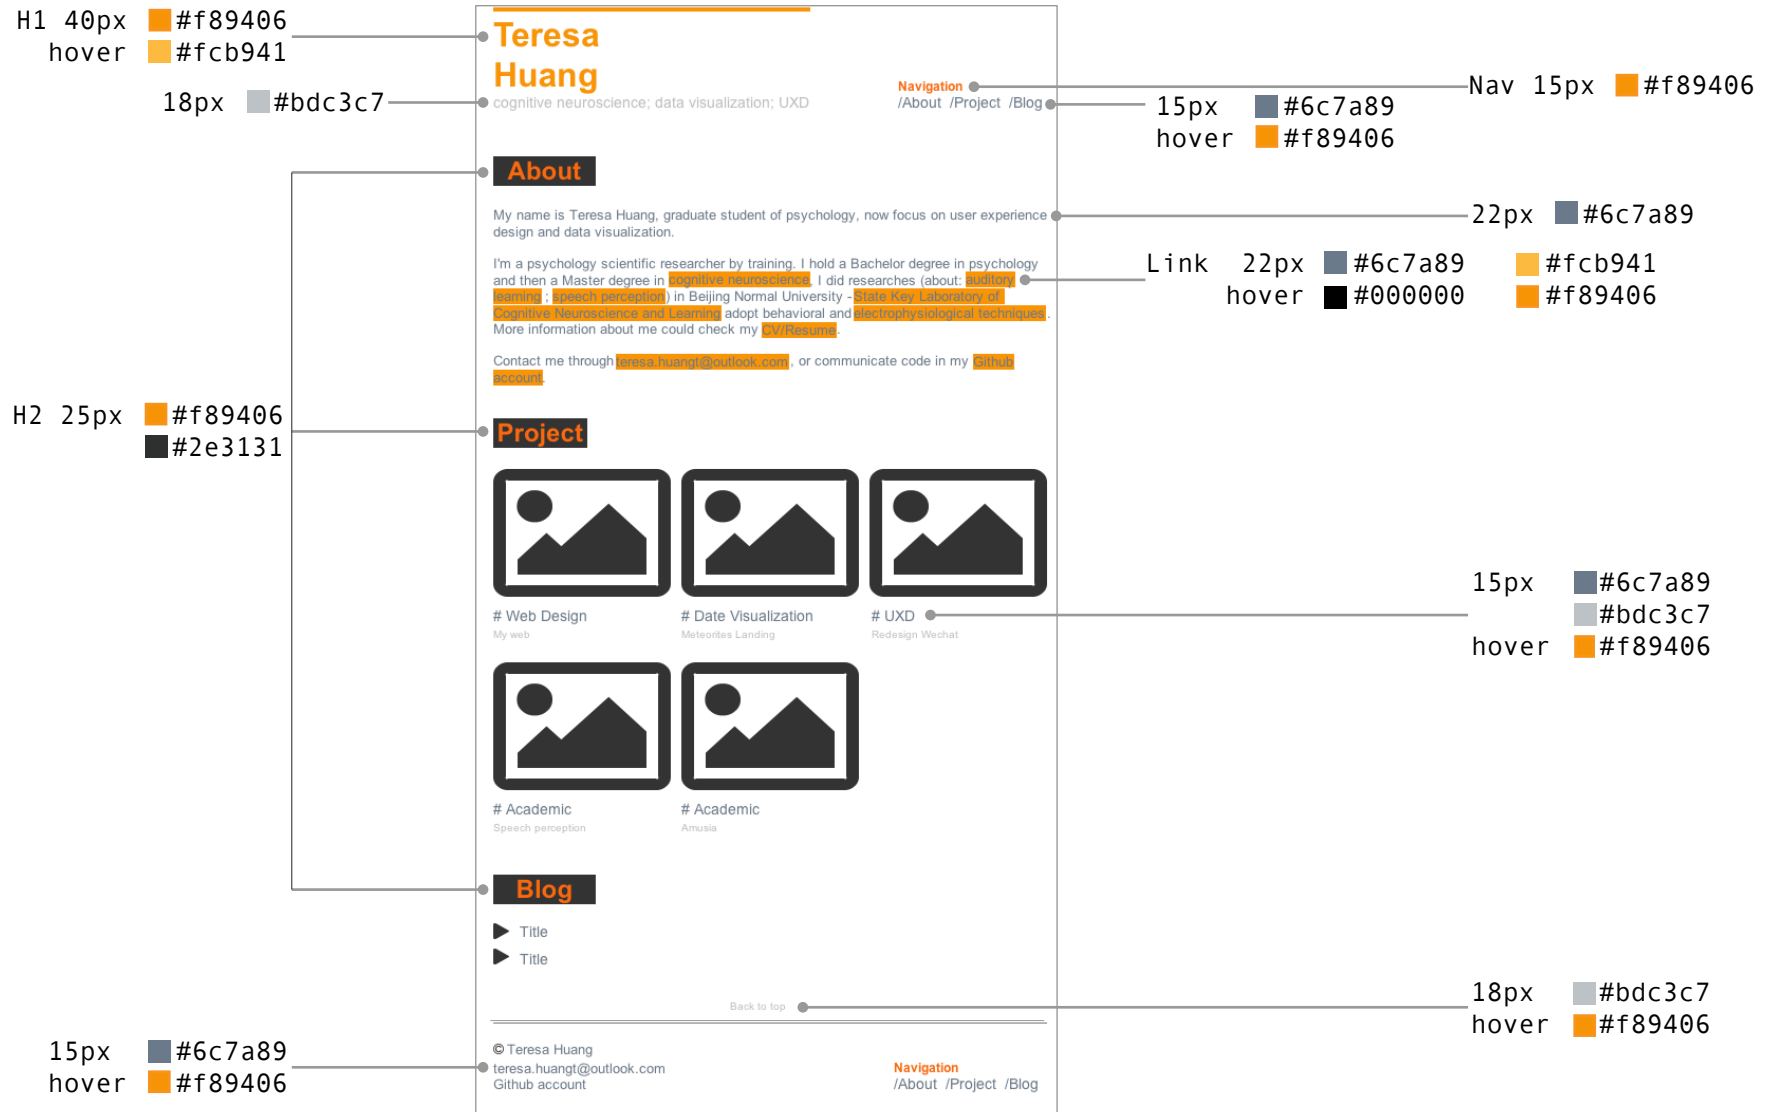 H1 40px #f89406
hover #fcb941
Teresa
Huang
18px #bdc3c7
cognitive neuroscience; data visualization; UXD
Navigation
/About /Project /Blog
Nav 15px #f89406
15px #6c7a89
hover #f89406
About
My name is Teresa Huang, graduate student of psychology, now focus on user experience
design and data visualization.
22px #6c7a89
I'm a psychology scientific researcher by training. I hold a Bachelor degree in psychology
and then a Master degree in cognitive neuroscience, I did researches (about: auditory
learning ; speech perception) in Beijing Normal University - State Key Laboratory of
Cognitive Neuroscience and Learning adopt behavioral and electrophysiological techniques.
More information about me could check my CV/Resume.
Link 22px #6c7a89 #fcb941
hover #000000 #f89406
Contact me through teresa.huangt@outlook.com, or communicate code in my Github
account.
H2 25px #f89406
#2e3131
Project
# Web Design
My web
# Date Visualization
Meteorites Landing
# UXD
Redesign Wechat
15px #6c7a89
#bdc3c7
hover #f89406
# Academic
Speech perception
# Academic
Amusia
Blog
Title
Title
Back to top
18px #bdc3c7
hover #f89406
15px #6c7a89
hover #f89406
© Teresa Huang
teresa.huangt@outlook.com
Github account
Navigation
/About /Project /Blog